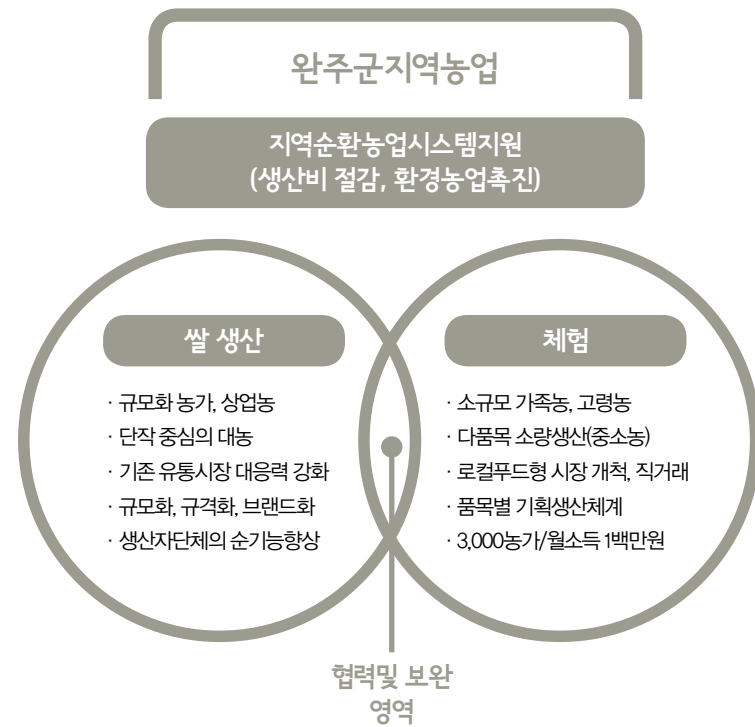 완주군지역농업
지역순환농업시스템지원
(생산비 절감, 환경농업촉진)
쌀 생산
· 규모화 농가, 상업농
· 단작 중심의 대농
· 기존 유통시장 대응력 강화
· 규모화, 규격화, 브랜드화
· 생산자단체의 순기능향상
체험
· 소규모 가족농, 고령농
· 다품목 소량생산(중소농)
· 로컬푸드형 시장 개척, 직거래
· 품목별 기획생산체계
· 3,000농가/월소득 1백만원
협력및 보완
영역